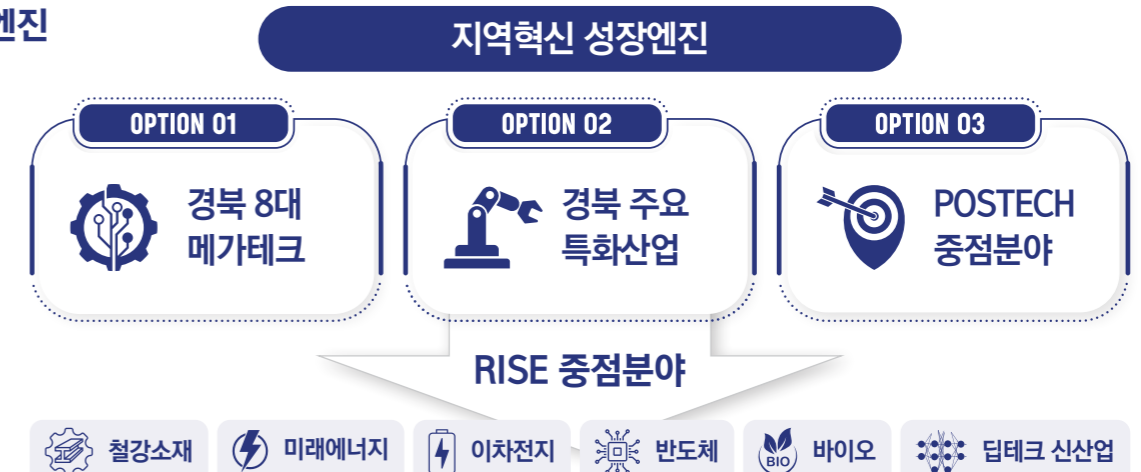 엔진
지역혁신 성장엔진
OPTION 01
경북 8대
메가테크
OPTION 02
경북 주요
특화산업
OPTION 03
POSTECH
중점분야
RISE 중점분야
철강소재
미래에너지
이차전지
반도체
BIO
바이오
딥테크 신산업